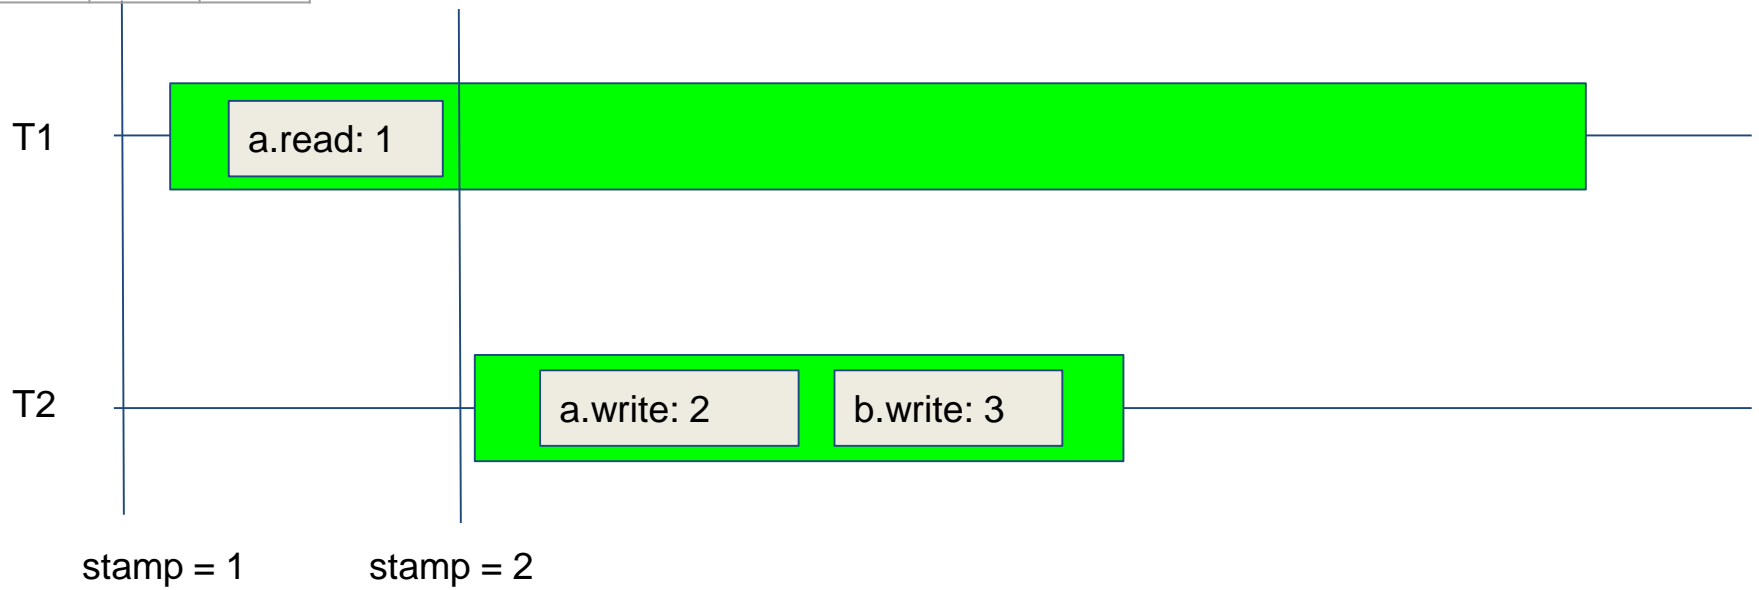 T1
a.read: 1
T2
a.write: 2
b.write: 3
stamp = 1
stamp = 2